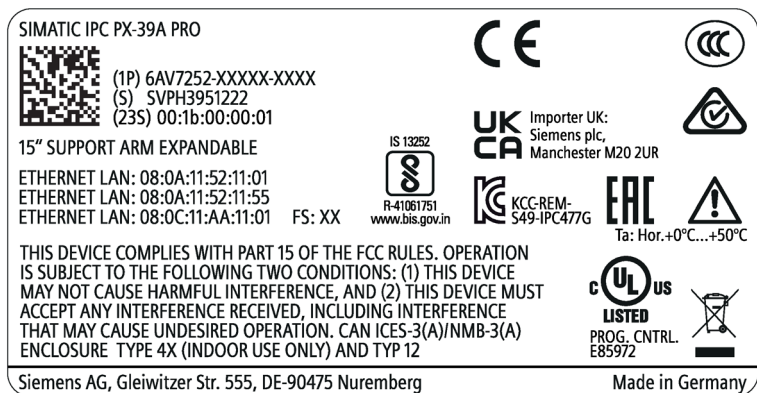 SIMATIC IPC PX-39A PRO
(1P) 6AV7252-XXXXX-XXXX
(S) SVPH3951222
(23S) 00:1b:00:00:01
15“ SUPPORT ARM EXPANDABLE
ETHERNET LAN: 08:0A:11:52:11:01
ETHERNET LAN: 08:0A:11:52:11:55
ETHERNET LAN: 08:0C:11:AA:11:01 FS: XX
IS 13252
R-41061751
www.bis.gov.in
CE
CCC
UK
CA
Importer UK:
Siemens plc,
Manchester M20 2UR
KCC-REM-
S49-IPC477G
EAC
Ta: Hor.+0°C...+50°C
THIS DEVICE COMPLIES WITH PART 15 OF THE FCC RULES. OPERATION
IS SUBJECT TO THE FOLLOWING TWO CONDITIONS: (1) THIS DEVICE
MAY NOT CAUSE HARMFUL INTERFERENCE, AND (2) THIS DEVICE MUST
ACCEPT ANY INTERFERENCE RECEIVED, INCLUDING INTERFERENCE
THAT MAY CAUSE UNDESIRED OPERATION. CAN ICES-3(A)/NMB-3(A)
ENCLOSURE TYPE 4X (INDOOR USE ONLY) AND TYP 12
C UL US
LISTED
PROG. CNTRL.
E85972
Siemens AG, Gleiwitzer Str. 555, DE-90475 Nuremberg
Made in Germany